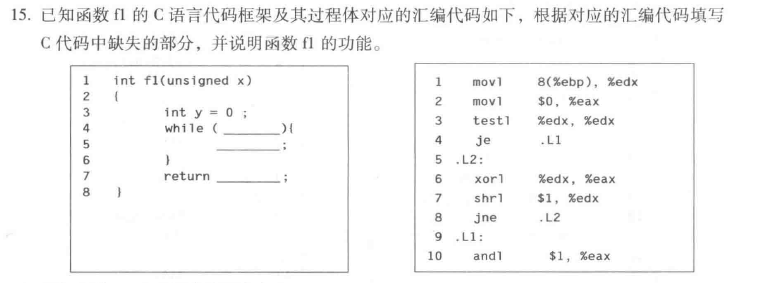 15. 已知函数 f1 的 C 语言代码框架及其过程体对应的汇编代码如下，根据对应的汇编代码填写
C 代码中缺失的部分，并说明函数 f1 的功能。
1 int f1(unsigned x)
2 {
3 int y = 0 ;
4 while ( ______){
5 ______;
6 }
7 return ______;
8 }
1 movl 8(%ebp), %edx
2 movl $0, %eax
3 testl %edx, %edx
4 je .L1
5 .L2:
6 xorl %edx, %eax
7 shrl $1, %edx
8 jne .L2
9 .L1:
10 andl $1, %eax